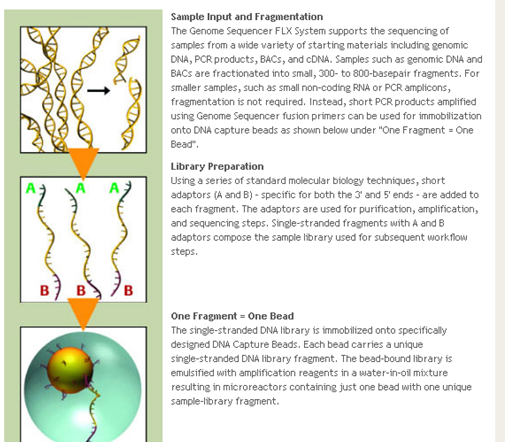 Sample Input and Fragmentation
The Genome Sequencer FLX System supports the sequencing of
samples from a wide variety of starting materials including genomic
DNA, PCR products, BACs, and cDNA. Samples such as genomic DNA and
BACs are fractionated into small, 300- to 800-basepair fragments. For
smaller samples, such as small non-coding RNA or PCR amplicons,
fragmentation is not required. Instead, short PCR products amplified
using Genome Sequencer fusion primers can be used for immobilization
onto DNA capture beads as shown below under "One Fragment = One
Bead".
A A A
B B B
Library Preparation
Using a series of standard molecular biology techniques, short
adaptors (A and B) - specific for both the 3' and 5' ends - are added to
each fragment. The adaptors are used for purification, amplification,
and sequencing steps. Single-stranded fragments with A and B
adaptors compose the sample library used for subsequent workflow
steps.
One Fragment = One Bead
The single-stranded DNA library is immobilized onto specifically
designed DNA Capture Beads. Each bead carries a unique
single-stranded DNA library fragment. The bead-bound library is
emulsified with amplification reagents in a water-in-oil mixture
resulting in microreactors containing just one bead with one unique
sample-library fragment.